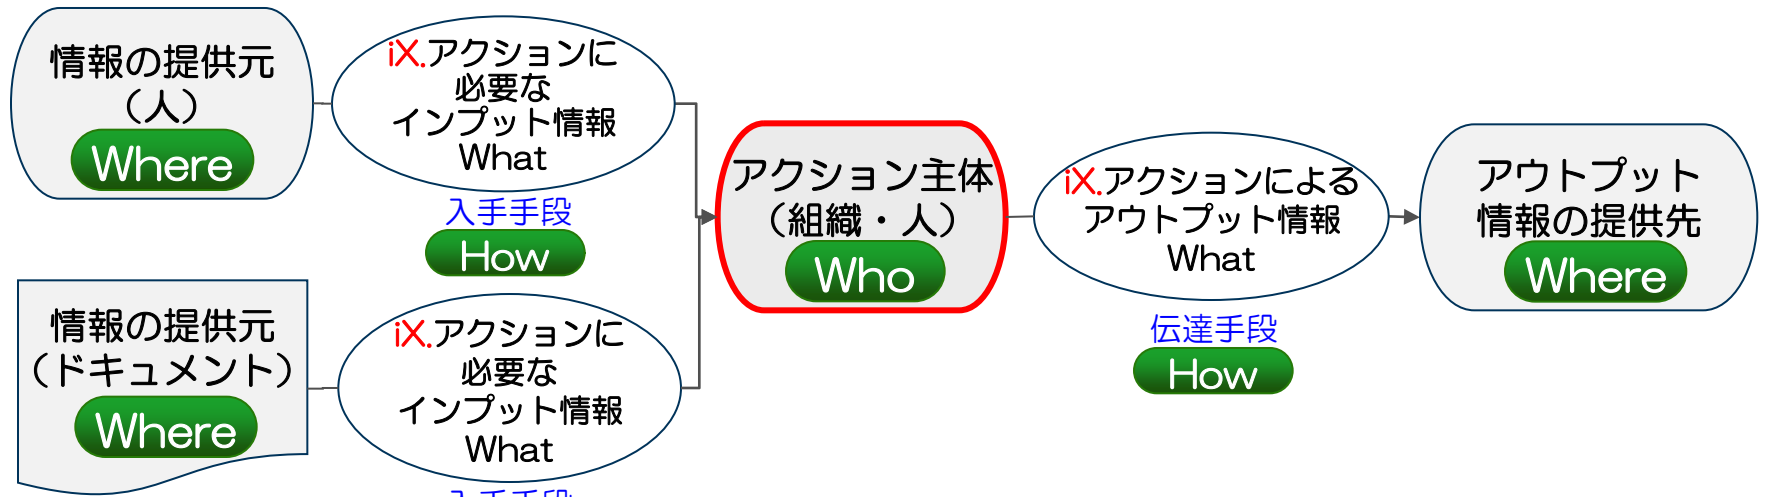 情報の提供元
（人）
Where
iX.アクションに
必要な
インプット情報
What
入手手段
How
情報の提供元
（ドキュメント）
Where
iX.アクションに
必要な
インプット情報
What
入手手段
アクション主体
（組織・人）
Who
iX.アクションによる
アウトプット情報
What
伝達手段
How
アウトプット
情報の提供先
Where